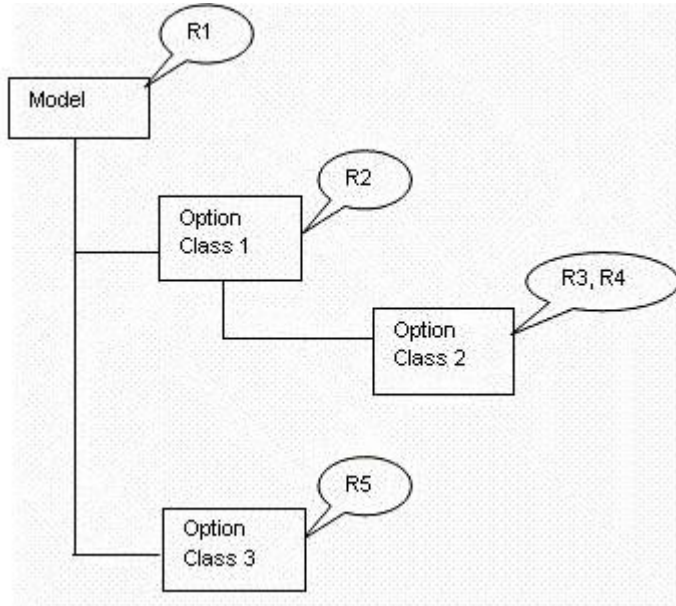 R1
Model
R2
Option
Class 1
R3, R4
Option
Class 2
R5
Option
Class 3